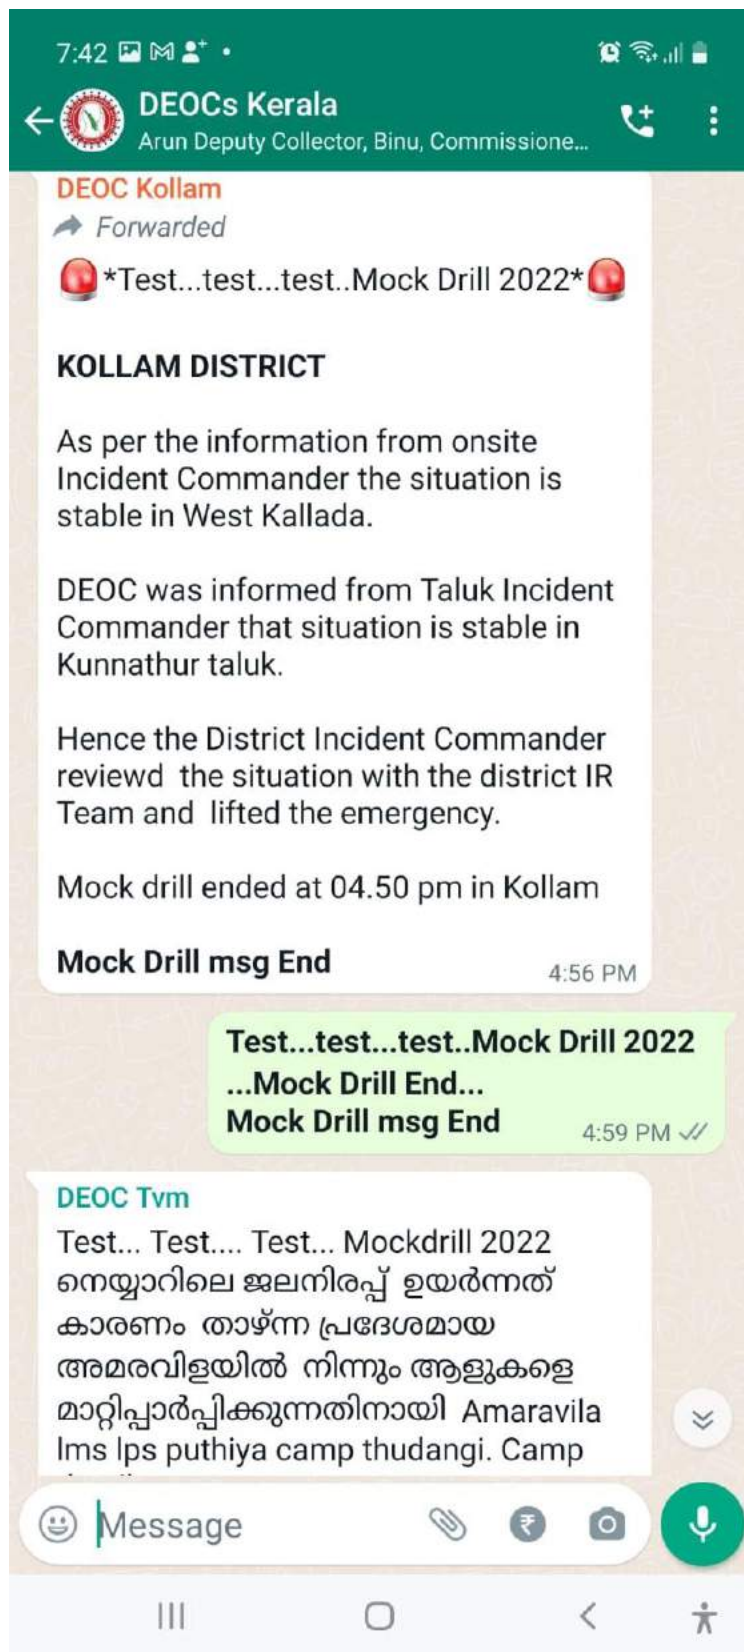 7:42
DEOCs Kerala
Arun Deputy Collector, Binu, Commissione...
DEOC Kollam
Forwarded
*Test...test...test..Mock Drill 2022*
KOLLAM DISTRICT
As per the information from onsite
Incident Commander the situation is
stable in West Kallada.
DEOC was informed from Taluk Incident
Commander that situation is stable in
Kunnathur taluk.
Hence the District Incident Commander
reviewd the situation with the district IR
Team and lifted the emergency.
Mock drill ended at 04.50 pm in Kollam
Mock Drill msg End
4:56 PM
Test...test...test..Mock Drill 2022
...Mock Drill End...
Mock Drill msg End
4:59 PM
DEOC Tvm
Test... Test.... Test... Mockdrill 2022
നെയ്യാറിലെ ജലനിരപ്പ് ഉയർന്നത്
കാരണം താഴ്ന്ന പ്രദേശമായ
അമരവിളയിൽ നിന്നും ആളുകളെ
മാറ്റിപ്പാർപ്പിക്കുന്നതിനായി Amaravila
lms lps puthiya camp thudangi. Camp
Message